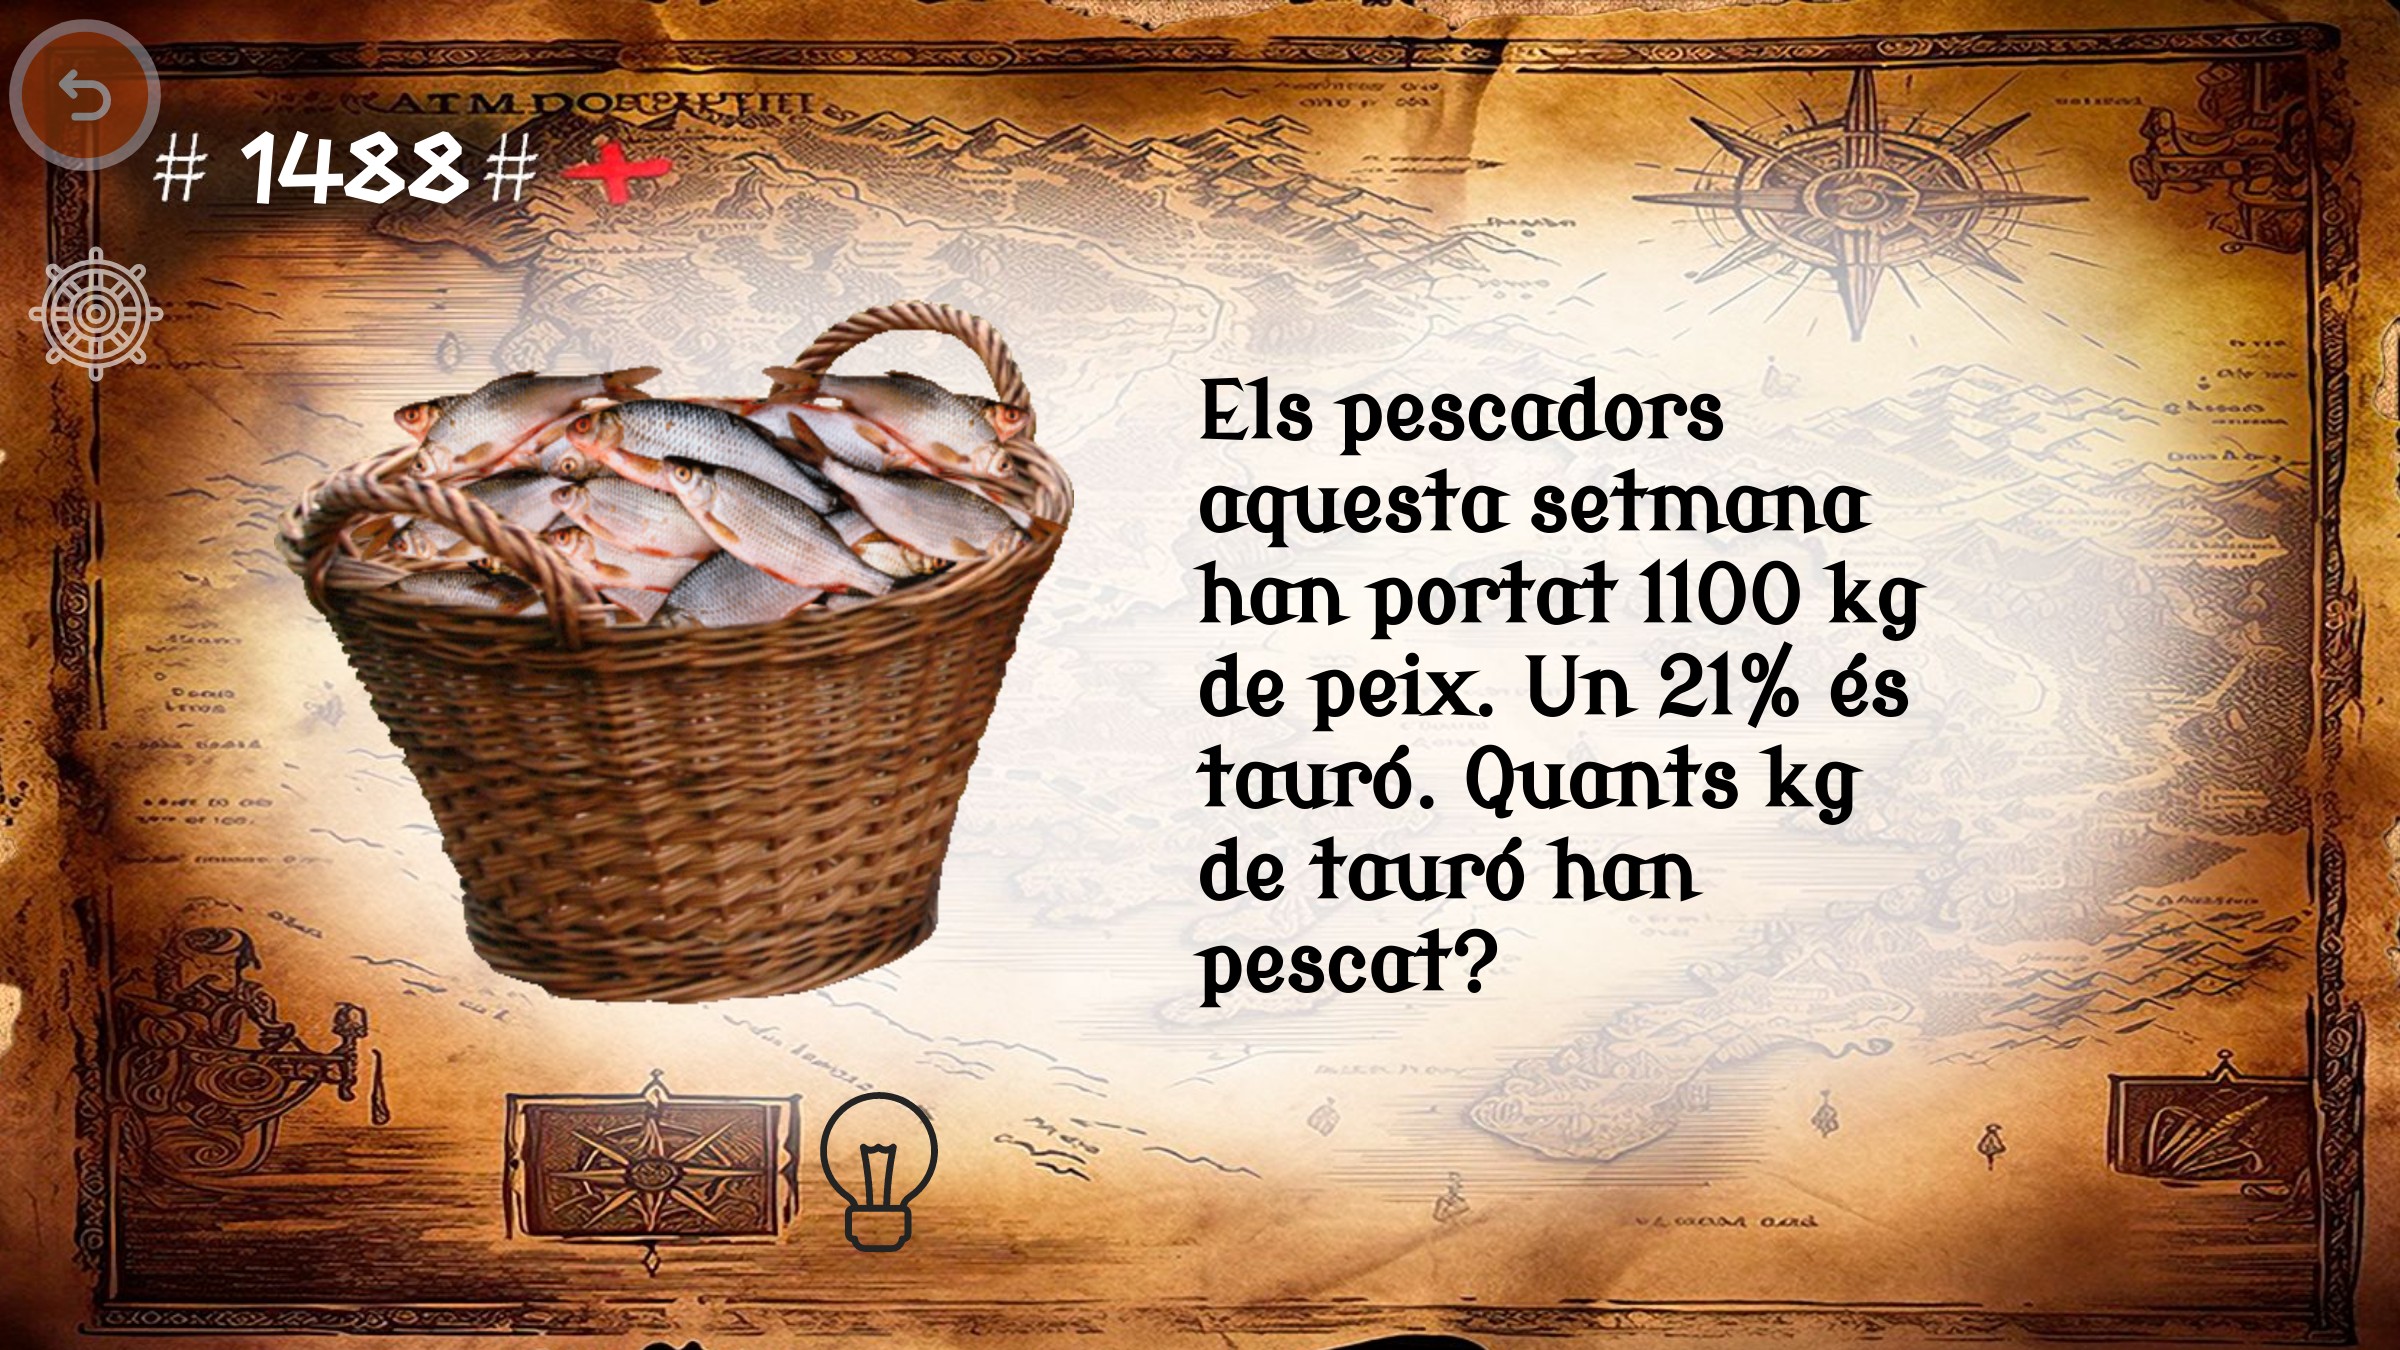 # 1488 #
Els pescadors
aquesta setmana
han portat 1100 kg
de peix. Un 21% és
tauró. Quants kg
de tauró han
pescat?